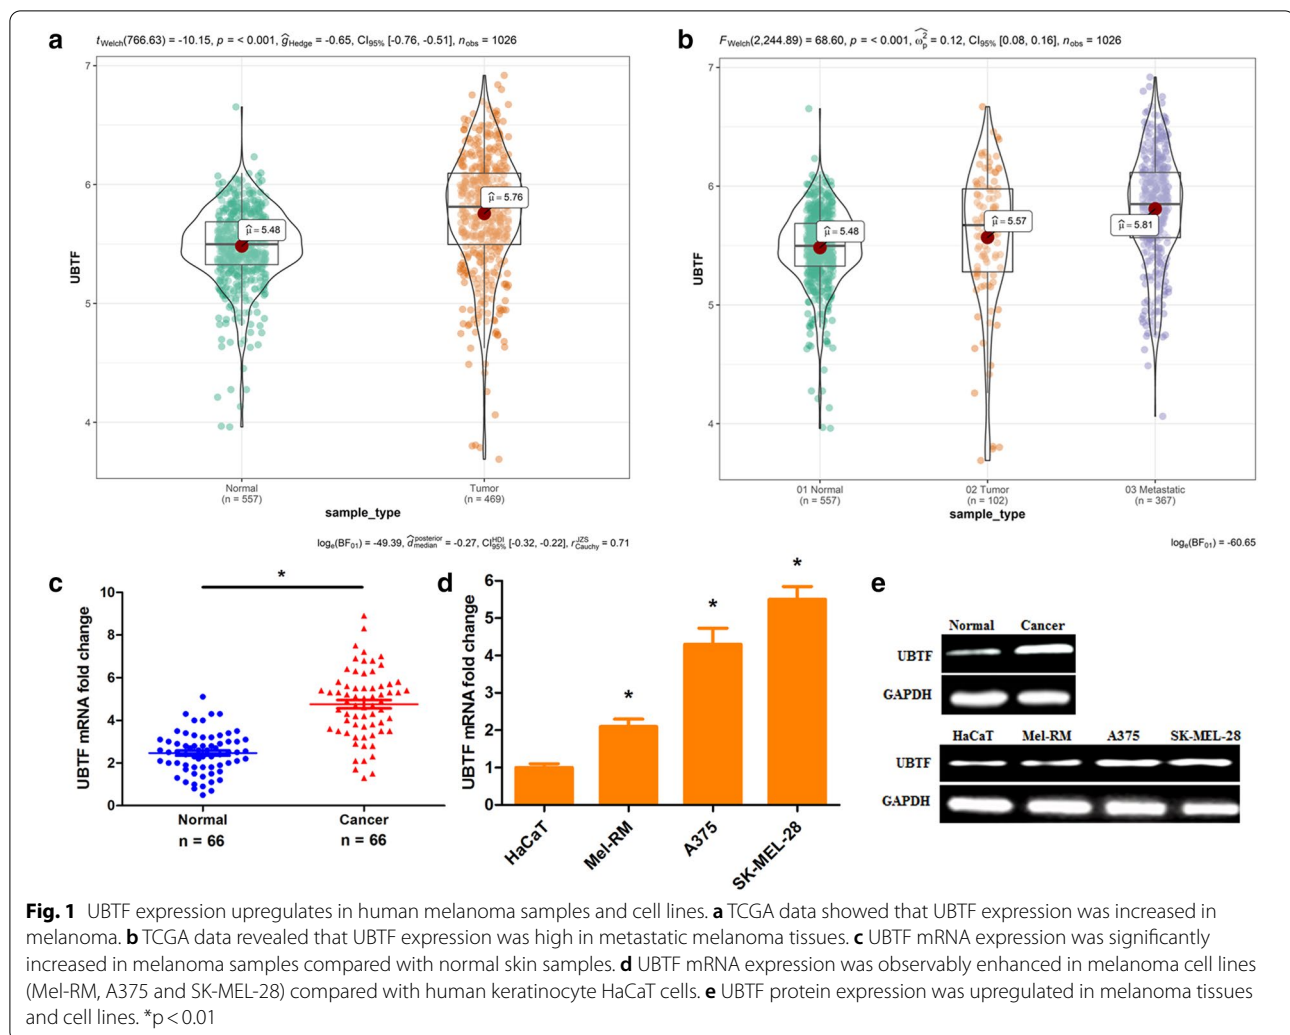 a
t Welch(766.63) = -10.15, p = < 0.001, ĝ Hedge = -0.65, CI95% [-0.76, -0.51], n obs = 1026
7
6
5
4
UBTF
μ̂ = 5.48
μ̂ = 5.76
Normal
(n = 557)
Tumor
(n = 469)
sample_type
loge(BF01) = -49.39, d̂ posterior median = -0.27, CI HDI 95% [-0.32, -0.22], r JZS Cauchy = 0.71
b
F Welch(2,244.89) = 68.60, p = < 0.001, ω̂²p = 0.12, CI95% [0.08, 0.16], n obs = 1026
7
6
5
4
UBTF
μ̂ = 5.48
μ̂ = 5.57
μ̂ = 5.81
01 Normal
(n = 557)
02 Tumor
(n = 102)
03 Metastatic
(n = 367)
sample_type
loge(BF01) = -60.65
c
UBTF mRNA fold change
10
8
6
4
2
0
*
Normal
n = 66
Cancer
n = 66
d
UBTF mRNA fold change
6
5
4
3
2
1
0
*
*
*
HaCaT
Mel-RM
A375
SK-MEL-28
e
Normal Cancer
UBTF
GAPDH
HaCaT Mel-RM A375 SK-MEL-28
UBTF
GAPDH
Fig. 1 UBTF expression upregulates in human melanoma samples and cell lines. a TCGA data showed that UBTF expression was increased in
melanoma. b TCGA data revealed that UBTF expression was high in metastatic melanoma tissues. c UBTF mRNA expression was significantly
increased in melanoma samples compared with normal skin samples. d UBTF mRNA expression was observably enhanced in melanoma cell lines
(Mel-RM, A375 and SK-MEL-28) compared with human keratinocyte HaCaT cells. e UBTF protein expression was upregulated in melanoma tissues
and cell lines. *p < 0.01